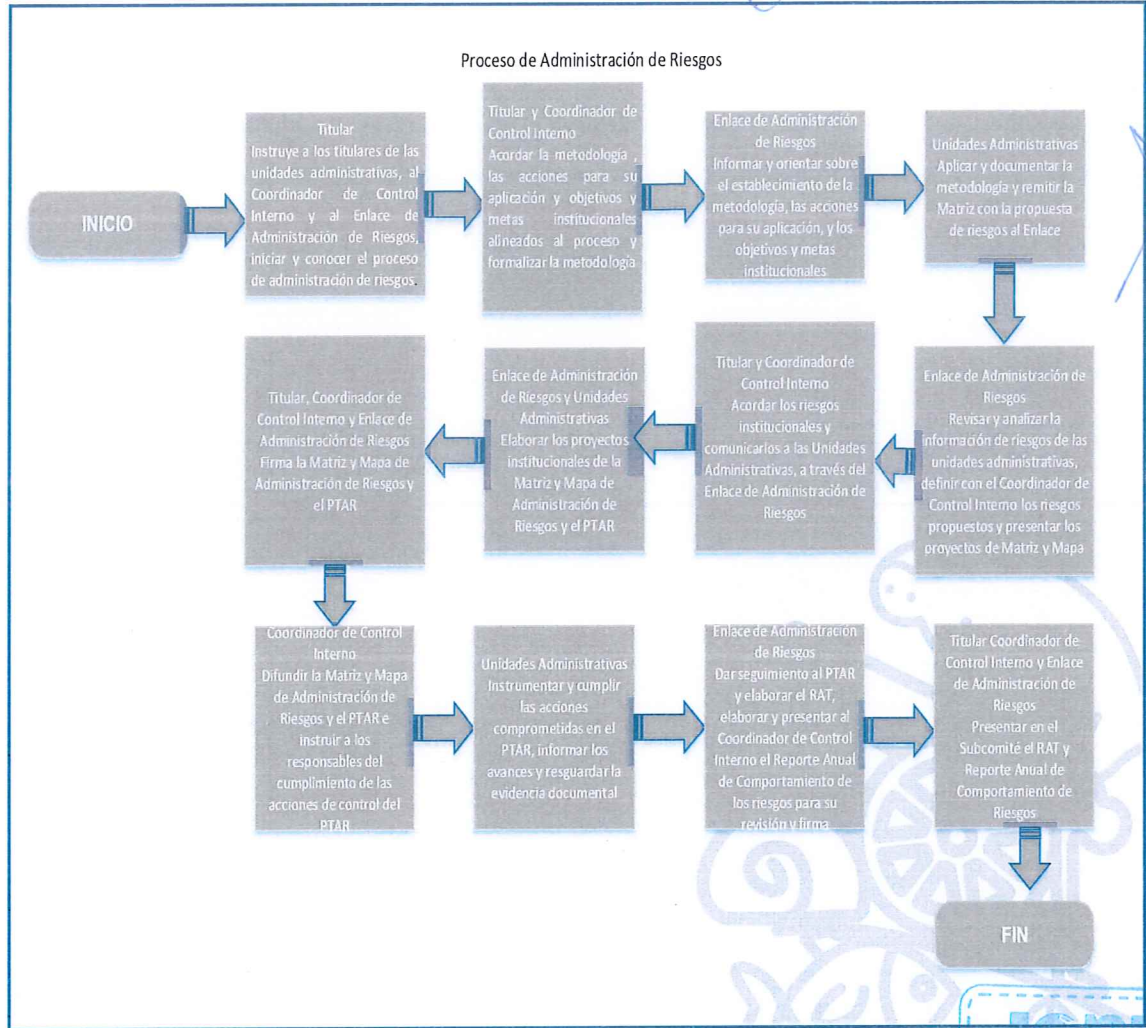 Proceso de Administración de Riesgos
INICIO
Titular
Instruye a los titulares de las
unidades administrativas, al
Coordinador de Control
Interno y al Enlace de
Administración de Riesgos,
iniciar y conocer el proceso
de administración de riesgos.
Titular y Coordinador de
Control Interno
Acordar la metodología ,
las acciones para su
aplicación y objetivos y
metas institucionales
alineados al proceso y
formalizar la metodología
Enlace de Administración
de Riesgos
Informar y orientar sobre
el establecimiento de la
metodología, las acciones
para su aplicación, y los
objetivos y metas
institucionales
Unidades Administrativas
Aplicar y documentar la
metodología y remitir la
Matriz con la propuesta
de riesgos al Enlace
Enlace de Administración de
Riesgos
Revisar y analizar la
información de riesgos de las
unidades administrativas,
definir con el Coordinador de
Control Interno los riesgos
propuestos y presentar los
proyectos de Matriz y Mapa
Titular y Coordinador de
Control Interno
Acordar los riesgos
institucionales y
comunicarlos a las Unidades
Administrativas, a través del
Enlace de Administración de
Riesgos
Enlace de Administración
de Riesgos y Unidades
Administrativas
Elaborar los proyectos
institucionales de la
Matriz y Mapa de
Administración de
Riesgos y el PTAR
Titular, Coordinador de
Control Interno y Enlace de
Administración de Riesgos
Firma la Matriz y Mapa de
Administración de Riesgos y
el PTAR
Coordinador de Control
Interno
Difundir la Matriz y Mapa
de Administración de
Riesgos y el PTAR e
instruir a los
responsables del
cumplimiento de las
acciones de control del
PTAR
Unidades Administrativas
Instrumentar y cumplir
las acciones
comprometidas en el
PTAR, informar los
avances y resguardar la
evidencia documental
Enlace de Administración
de Riesgos
Dar seguimiento al PTAR
y elaborar el RAT,
elaborar y presentar al
Coordinador de Control
Interno el Reporte Anual
de Comportamiento de
los riesgos para su
revisión y firma
Titular Coordinador de
Control Interno y Enlace
de Administración de
Riesgos
Presentar en el
Subcomité el RAT y
Reporte Anual de
Comportamiento de
Riesgos
FIN